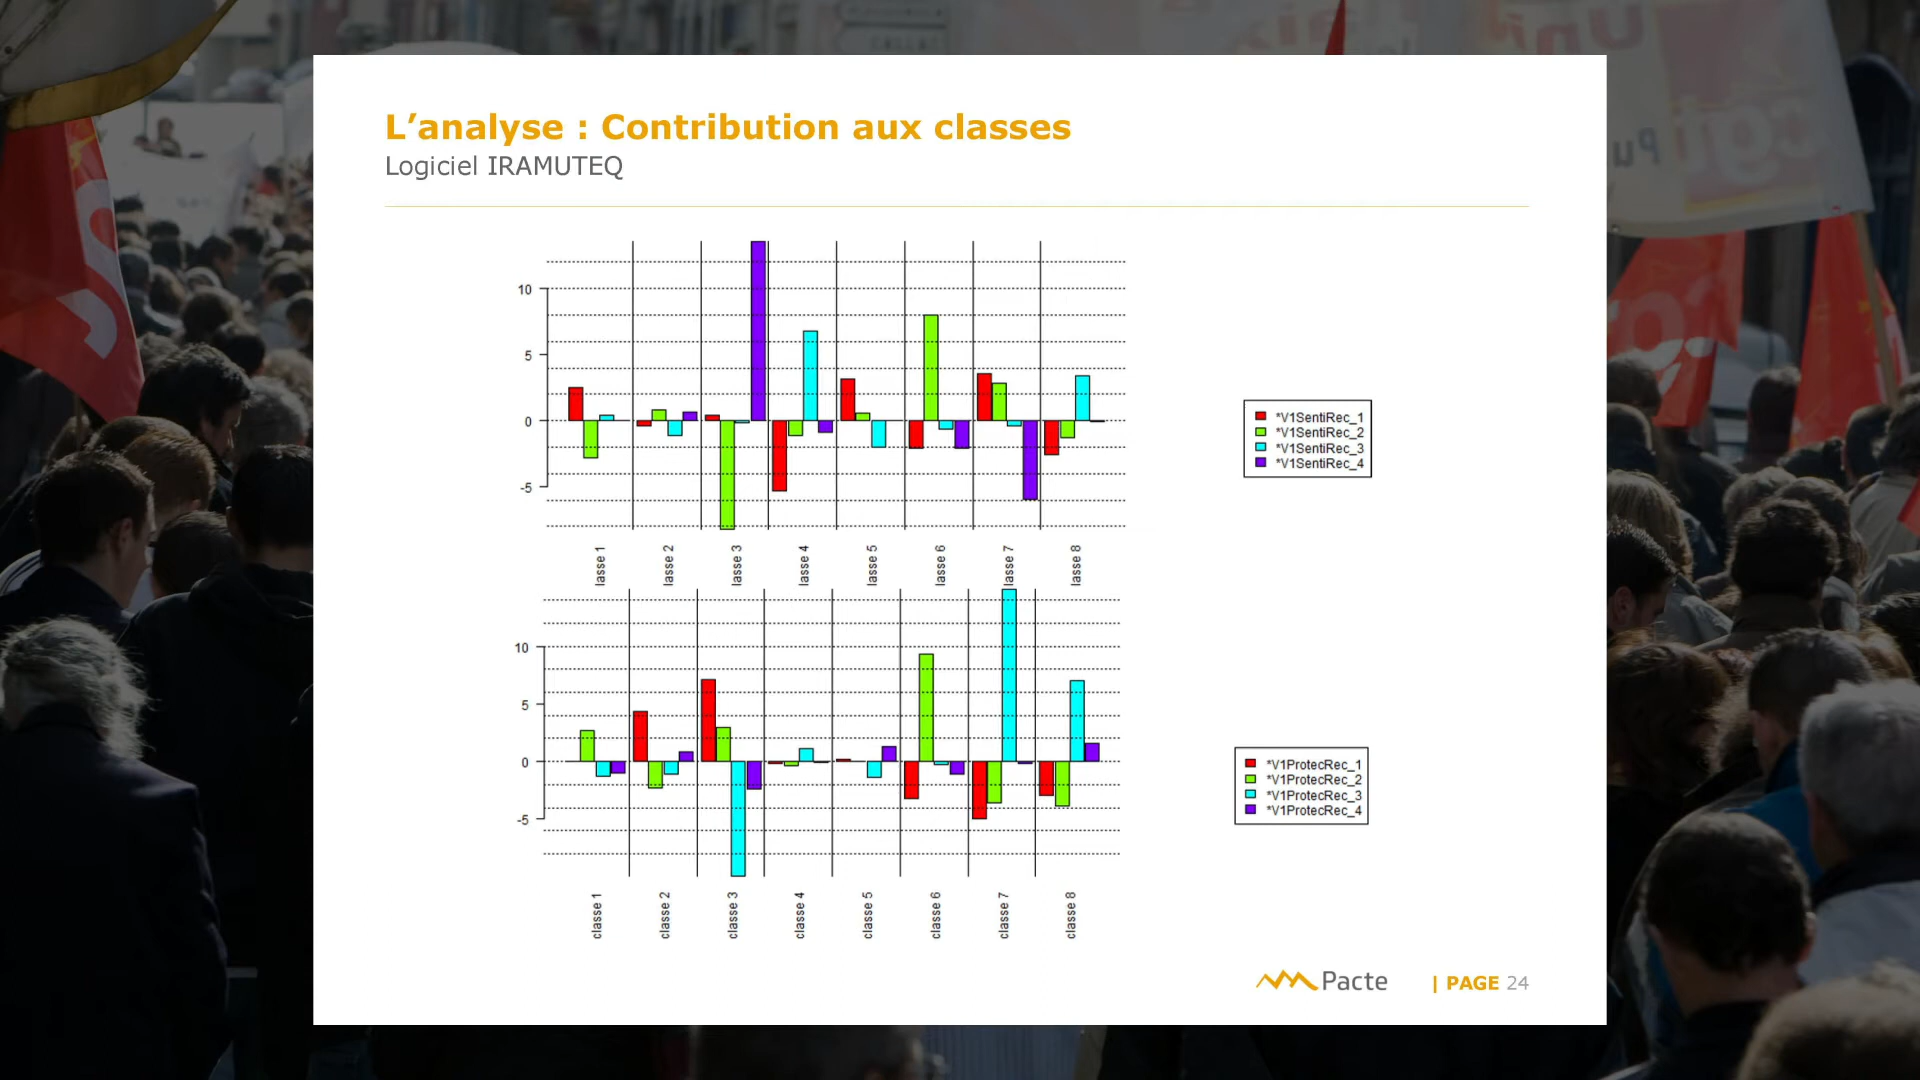 L’analyse : Contribution aux classes
Logiciel IRAMUTEQ
10
5
0
-5
lasse 1
lasse 2
lasse 3
lasse 4
lasse 5
lasse 6
lasse 7
lasse 8
*V1SentiRec_1
*V1SentiRec_2
*V1SentiRec_3
*V1SentiRec_4
10
5
0
-5
classe 1
classe 2
classe 3
classe 4
classe 5
classe 6
classe 7
classe 8
*V1ProtecRec_1
*V1ProtecRec_2
*V1ProtecRec_3
*V1ProtecRec_4
Pacte
| PAGE 24